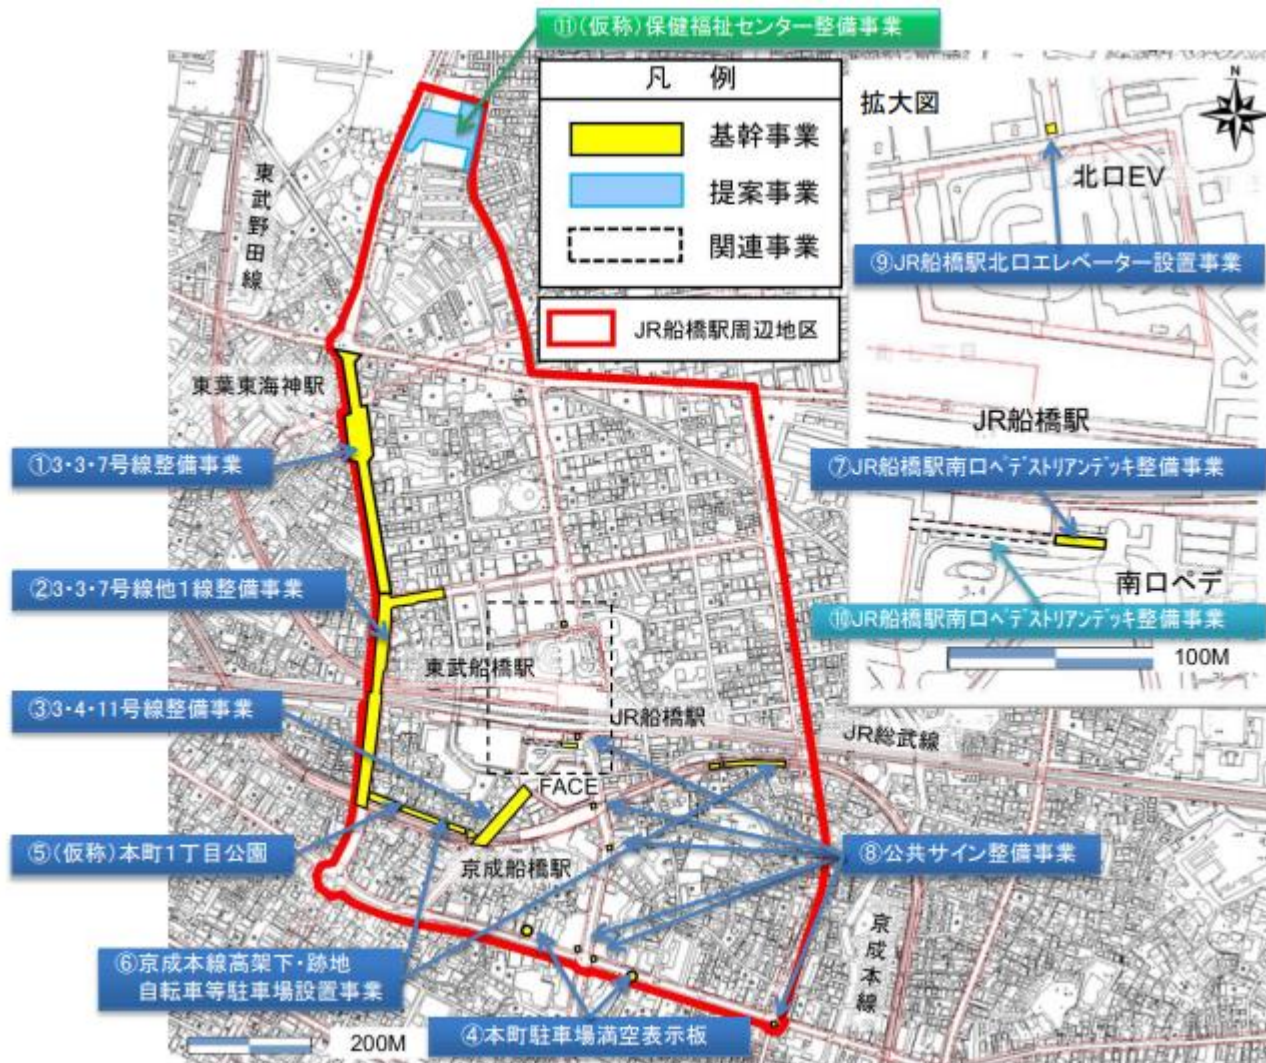 ⑪(仮称)保健福祉センター整備事業
凡 例
基幹事業
提案事業
関連事業
JR船橋駅周辺地区
拡大図
N
北口EV
⑨JR船橋駅北口エレベーター設置事業
JR船橋駅
⑦JR船橋駅南口ペデストリアンデッキ整備事業
南口ペデ
⑩JR船橋駅南口ペデストリアンデッキ整備事業
100M
東武野田線
東葉東海神駅
①3・3・7号線整備事業
②3・3・7号線他1線整備事業
東武船橋駅
③3・4・11号線整備事業
JR船橋駅
JR総武線
FACE
⑤(仮称)本町1丁目公園
京成船橋駅
⑧公共サイン整備事業
京成本線
⑥京成本線高架下・跡地
自転車等駐車場設置事業
④本町駐車場満空表示板
200M